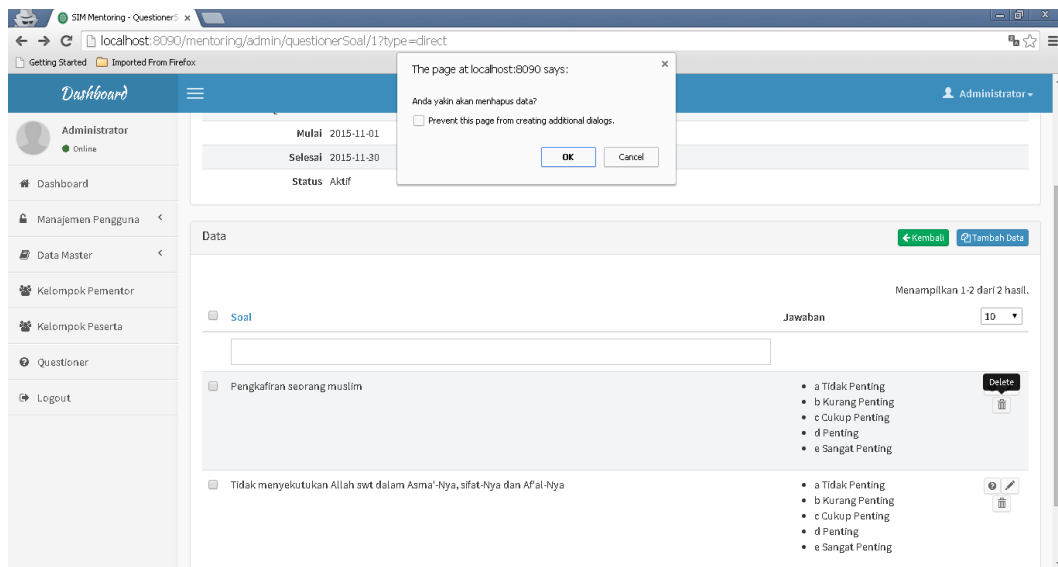 SIM Mentoring - QuestionerS
localhost:8090/mentoring/admin/questionerSoal/1?type=direct
Getting Started Imported From Firefox
The page at localhost:8090 says:
Anda yakin akan menhapus data?
Prevent this page from creating additional dialogs.
OK Cancel
Dashboard
Administrator
Administrator
Online
Dashboard
Manajemen Pengguna
Data Master
Kelompok Pementor
Kelompok Peserta
Questioner
Logout
Mulai 2015-11-01
Selesai 2015-11-30
Status Aktif
Data Kembali Tambah Data
Menampilkan 1-2 dari 2 hasil.
Soal Jawaban 10
Pengkafiran seorang muslim
a Tidak Penting
b Kurang Penting
c Cukup Penting
d Penting
e Sangat Penting
Delete
Tidak menyekutukan Allah swt dalam Asma'-Nya, sifat-Nya dan Af'al-Nya
a Tidak Penting
b Kurang Penting
c Cukup Penting
d Penting
e Sangat Penting